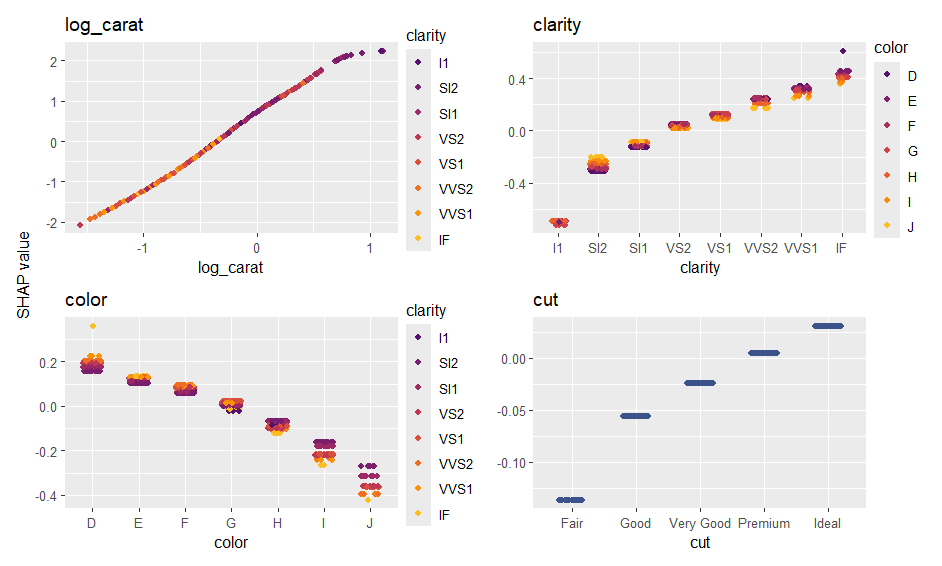 log_carat
2
1
0
-1
-2
-1
0
1
log_carat
clarity
I1
SI2
SI1
VS2
VS1
VVS2
VVS1
IF
clarity
0.4
0.0
-0.4
I1
SI2
SI1
VS2
VS1
VVS2
VVS1
IF
clarity
color
D
E
F
G
H
I
J
SHAP value
color
0.2
0.0
-0.2
-0.4
D
E
F
G
H
I
J
color
clarity
I1
SI2
SI1
VS2
VS1
VVS2
VVS1
IF
cut
0.00
-0.05
-0.10
Fair
Good
Very Good
Premium
Ideal
cut